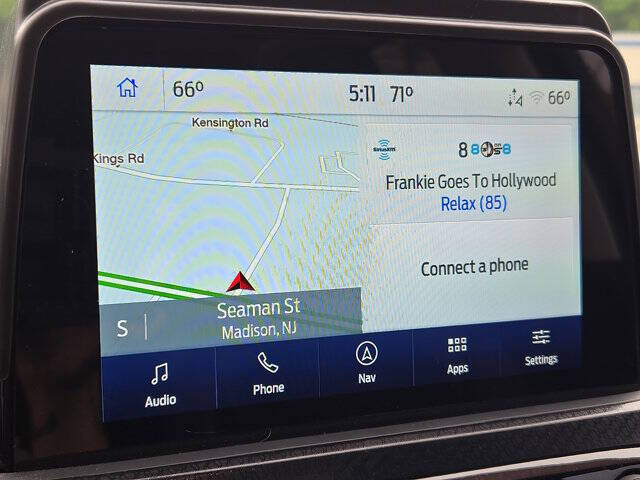 66° 5:11 71° 66°
Kensington Rd
Kings Rd
SiriusXM 8 80s on 8
Frankie Goes To Hollywood
Relax (85)
Connect a phone
S Seaman St
Madison, NJ
Audio Phone Nav Apps Settings